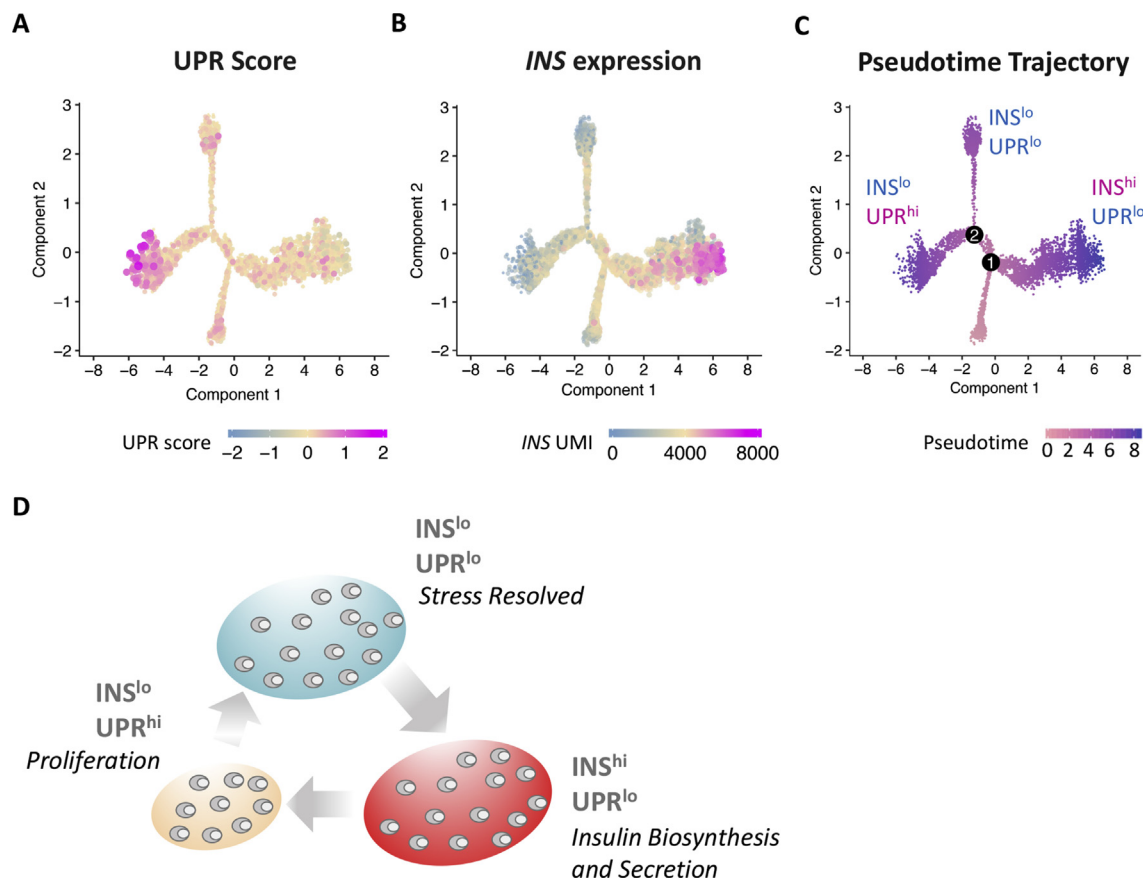 A
UPR Score
3
2
1
0
−1
−2
Component 2
−8 −6 −4 −2 0 2 4 6 8
Component 1
UPR score
−2 −1 0 1 2
B
INS expression
3
2
1
0
−1
−2
Component 2
−8 −6 −4 −2 0 2 4 6 8
Component 1
INS UMI
0 4000 8000
C
Pseudotime Trajectory
3
2
1
0
−1
−2
Component 2
INSlo
UPRlo
INSlo
UPRhi
INShi
UPRlo
2
1
−8 −6 −4 −2 0 2 4 6 8
Component 1
Pseudotime
0 2 4 6 8
D
INSlo
UPRlo
Stress Resolved
INSlo
UPRhi
Proliferation
INShi
UPRlo
Insulin Biosynthesis
and Secretion